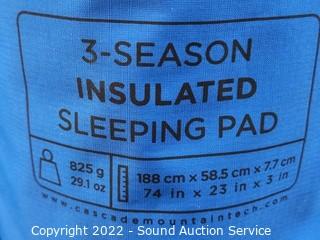 3-SEASON
INSULATED
SLEEPING PAD
825 g
29.1 oz
188 cm x 58.5 cm x 7.7 cm
74 in x 23 in x 3 in
www.cascademountaintech.com
Copyright 2022 - Sound Auction Service